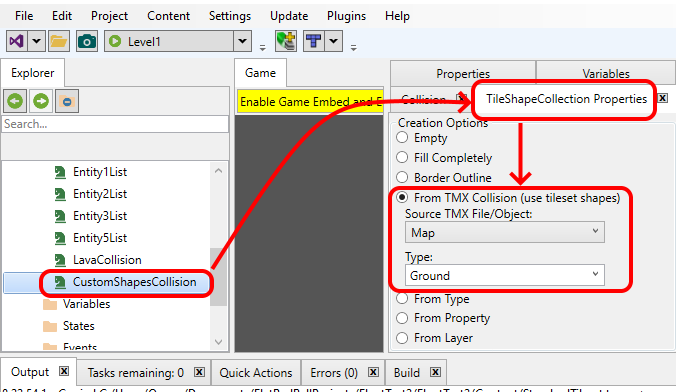 File Edit Project Content Settings Update Plugins Help
Level1
Explorer
Game
Properties
Variables
Enable Game Embed and E
Collision
TileShapeCollection Properties
Search...
Creation Options
Empty
Fill Completely
Border Outline
From TMX Collision (use tileset shapes)
Source TMX File/Object:
Map
Type:
Ground
From Type
From Property
From Layer
Entity1List
Entity2List
Entity3List
Entity5List
LavaCollision
CustomShapesCollision
Variables
States
Events
Output
Tasks remaining: 0
Quick Actions
Errors (0)
Build